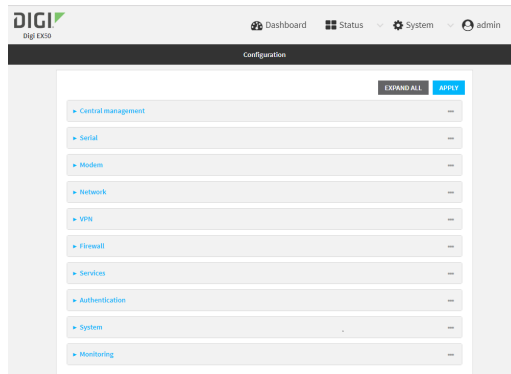 DIGI
Digi EX50
Dashboard
Status
System
admin
Configuration
EXPAND ALL
APPLY
Central management
Serial
Modem
Network
VPN
Firewall
Services
Authentication
System
Monitoring